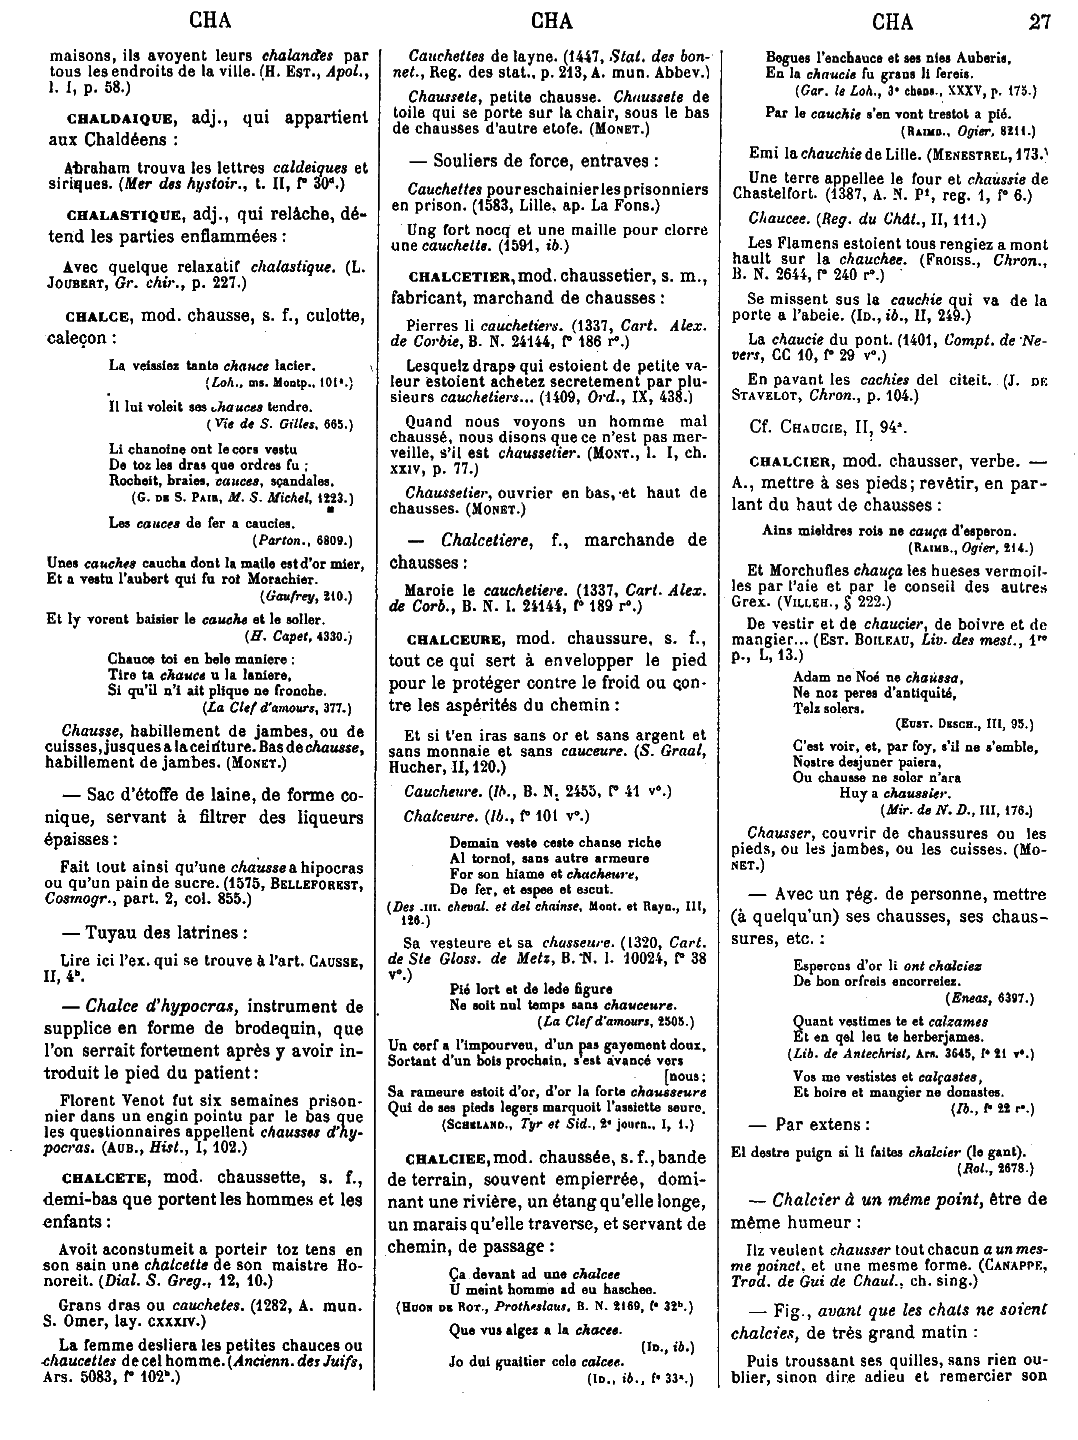 CHA
CHA
CHA
27
maisons, ils avoyent leurs chalandes par
tous les endroits de la ville. (H. EST., Apol.,
l. I, p. 58.)
CHALDAIQUE, adj., qui appartient
aux Chaldéens :
Abraham trouva les lettres caldeiques et
siriques. (Mer des hystoir., t. II, f° 30ª.)
CHALASTIQUE, adj., qui relâche, dé-
tend les parties enflammées :
Avec quelque relaxatif chalastique. (L.
JOUBERT, Gr. chir., p. 227.)
CHALCE, mod. chausse, s. f., culotte,
caleçon :
La veissiez tante chauce lacier.
(Loh., ms. Montp., 101ª.)
Il lui voleit ses chauces tendre.
(Vie de S. Gilles, 665.)
Li chanoine ont le cors vestu
De toz les dras que ordres fu ;
Rocheit, braies, cauces, sçandales.
(G. DE S. PAIR, M. S. Michel, 1223.)
Les cauces de fer a caucies.
(Parton., 6809.)
Unes cauches caucha dont la maile est d'or mier,
Et a vestu l'aubert qui fu roi Morachier.
(Gaufrey, 210.)
Et ly vorent baisier le cauche et le soller.
(H. Capet, 4330.)
Chauce toi en bele maniere :
Tire ta chauce u la laniere,
Si qu'il n'i ait plique ne fronche.
(La Clef d'amours, 377.)
Chausse, habillement de jambes, ou de
cuisses, jusques a la ceinture. Bas de chausse,
habillement de jambes. (MONET.)
— Sac d'étoffe de laine, de forme co-
nique, servant à filtrer des liqueurs
épaisses :
Fait tout ainsi qu'une chausse a hipocras
ou qu'un pain de sucre. (1575, BELLEFOREST,
Cosmogr., part. 2, col. 855.)
— Tuyau des latrines :
Lire ici l'ex. qui se trouve à l'art. CAUSSE,
II, 4ᵇ.
— Chalce d'hypocras, instrument de
supplice en forme de brodequin, que
l'on serrait fortement après y avoir in-
troduit le pied du patient :
Florent Venot fut six semaines prison-
nier dans un engin pointu par le bas que
les questionnaires appellent chausses d'hy-
pocras. (AUB., Hist., I, 102.)
CHALCETE, mod. chaussette, s. f.,
demi-bas que portent les hommes et les
enfants :
Avoit aconstumeit a porteir toz tens en
son sain une chalcette de son maistre Ho-
noreit. (Dial. S. Greg., 12, 10.)
Grans dras ou cauchetes. (1282, A. mun.
S. Omer, lay. CXXXIV.)
La femme desliera les petites chauces ou
chaucettes de cel homme. (Ancienn. des Juifs,
Ars. 5083, f° 102ᵇ.)
Cauchettes de layne. (1447, Stat. des bon-
net., Reg. des stat., p. 213, A. mun. Abbev.)
Chaussete, petite chausse. Chaussete de
toile qui se porte sur la chair, sous le bas
de chausses d'autre etofe. (MONET.)
— Souliers de force, entraves :
Cauchettes pour eschainier les prisonniers
en prison. (1583, Lille, ap. La Fons.)
Ung fort nocq et une maille pour clorre
une cauchette. (1591, ib.)
CHALCETIER, mod. chaussetier, s. m.,
fabricant, marchand de chausses :
Pierres li cauchetiers. (1337, Cart. Alex.
de Corbie, B. N. 24144, f° 186 r°.)
Lesquelz draps qui estoient de petite va-
leur estoient achetez secretement par plu-
sieurs cauchetiers... (1409, Ord., IX, 438.)
Quand nous voyons un homme mal
chaussé, nous disons que ce n'est pas mer-
veille, s'il est chaussetier. (MONT., l. I, ch.
XXIV, p. 77.)
Chaussetier, ouvrier en bas, et haut de
chausses. (MONET.)
— Chalcetiere, f., marchande de
chausses :
Maroie le cauchetiere. (1337, Cart. Alex.
de Corb., B. N. l. 24144, f° 189 r°.)
CHALCEURE, mod. chaussure, s. f.,
tout ce qui sert à envelopper le pied
pour le protéger contre le froid ou con-
tre les aspérités du chemin :
Et si t'en iras sans or et sans argent et
sans monnaie et sans cauceure. (S. Graal,
Hucher, II, 120.)
Caucheure. (Ib., B. N. 2455, f° 41 v°.)
Chalceure. (Ib., f° 101 v°.)
Demain veste ceste chanse riche
Al tornoi, sans autre armeure
For son hiame et chacheure,
De fer, et espee et escut.
(Des .III. cheval. et del chainse, Mont. et Rayn., III,
126.)
Sa vesteure et sa chusseure. (1320, Cart.
de Ste Gloss. de Metz, B. N. l. 10024, f° 38
v°.)
Pié lort et de lede figure
Ne soit nul temps sans chauceure.
(La Clef d'amours, 2505.)
Un cerf a l'impourveu, d'un pas gayement doux,
Sortant d'un bois prochain, s'est avancé vers
[nous ;
Sa rameure estoit d'or, d'or la forte chausseure
Qui de ses pieds legers marquoit l'assiette seure.
(SCHELAND., Tyr et Sid., 2ᵉ journ., I, 1.)
CHALCIEE, mod. chaussée, s. f., bande
de terrain, souvent empierrée, domi-
nant une rivière, un étang qu'elle longe,
un marais qu'elle traverse, et servant de
chemin, de passage :
Ça devant ad une chalcee
U meint homme ad eu haschee.
(HUON DE ROT., Prothesłaus, B. N. 2169, f° 32ᵇ.)
Que vus algez a la chacee.
(ID., ib.)
Jo dui guaitier cele calcee.
(ID., ib., f° 33ª.)
Begues l'enchauce et ses nies Auberis,
En la chaucie fu grans li fereis.
(Gar. le Loh., 3ᵉ chans., XXXV, p. 175.)
Par le cauchie s'en vont trestot a pié.
(RAIMB., Ogier, 8211.)
Emi la chauchie de Lille. (MENESTREL, 173.)
Une terre appellee le four et chaussie de
Chastelfort. (1387, A. N. P¹, reg. 1, f° 6.)
Chaucee. (Reg. du Chât., II, 111.)
Les Flamens estoient tous rengiez a mont
hault sur la chauchee. (FROISS., Chron.,
B. N. 2644, f° 240 r°.)
Se missent sus la cauchie qui va de la
porte a l'abeie. (ID., ib., II, 249.)
La chaucie du pont. (1401, Compt. de Ne-
vers, CC 10, f° 29 v°.)
En pavant les cachies del citeit. (J. DE
STAVELOT, Chron., p. 104.)
Cf. CHAUCIE, II, 94ª.
CHALCIER, mod. chausser, verbe. —
A., mettre à ses pieds ; revêtir, en par-
lant du haut de chausses :
Ains mieldres rois ne cauça d'esperon.
(RAIMB., Ogier, 214.)
Et Morchufles chauça les hueses vermoil-
les par l'aie et par le conseil des autres
Grex. (VILLEH., § 222.)
De vestir et de chaucier, de boivre et de
mangier... (EST. BOILEAU, Liv. des mest., 1ʳᵉ
p., L, 13.)
Adam ne Noé ne chaussa,
Ne noz peres d'antiquité,
Telz solers.
(EUST. DESCH., III, 95.)
C'est voir, et, par foy, s'il ne s'emble,
Nostre desjuner paiera,
Ou chausse ne soler n'ara
Huy a chaussier.
(Mir. de N. D., III, 176.)
Chausser, couvrir de chaussures ou les
pieds, ou les jambes, ou les cuisses. (MO-
NET.)
— Avec un rég. de personne, mettre
(à quelqu'un) ses chausses, ses chaus-
sures, etc. :
Esperons d'or li ont chalciez
De bon orfreis encorreiez.
(Eneas, 6397.)
Quant vestimes te et calzames
Et en qel leu te herberjames.
(Lib. de Antechrist, Arn. 3645, f° 21 v°.)
Vos me vestistes et calçastes,
Et boire et mangier ne donastes.
(Ib., f° 22 r°.)
— Par extens :
El destre puign si li faites chalcier (le gant).
(Rol., 2678.)
— Chalcier à un même point, être de
même humeur :
Ilz veulent chausser tout chacun a un mes-
me poinct, et une mesme forme. (CANAPPE,
Trad. de Gui de Chaul., ch. sing.)
— Fig., avant que les chats ne soient
chalcies, de très grand matin :
Puis troussant ses quilles, sans rien ou-
blier, sinon dire adieu et remercier son